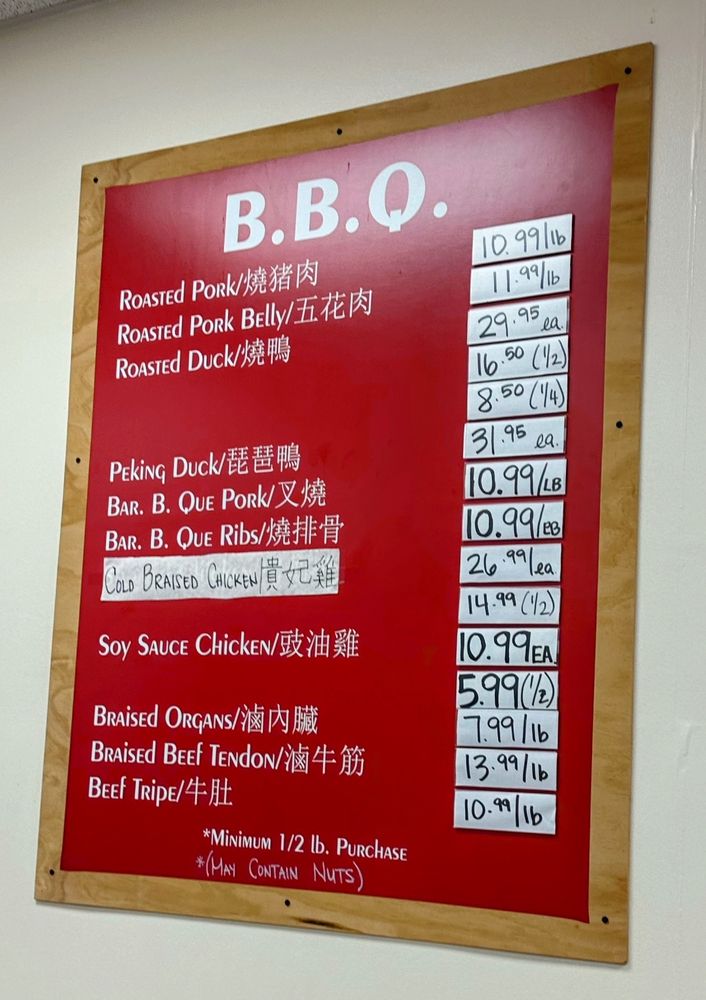 B.B.Q.
Roasted Pork/燒猪肉 10.99/lb
Roasted Pork Belly/五花肉 11.99/lb
Roasted Duck/燒鴨 29.95 ea.
16.50 (1/2)
8.50 (1/4)
Peking Duck/琵琶鴨 31.95 ea.
Bar. B. Que Pork/叉燒 10.99/LB
Bar. B. Que Ribs/燒排骨 10.99/LB
Cold Braised Chicken/貴妃雞 26.99/ea.
14.99 (1/2)
Soy Sauce Chicken/豉油雞 10.99EA.
5.99(1/2)
Braised Organs/滷內臟 7.99/lb
Braised Beef Tendon/滷牛筋 13.99/lb
Beef Tripe/牛肚 10.99/lb
*Minimum 1/2 lb. Purchase
*(May Contain Nuts)